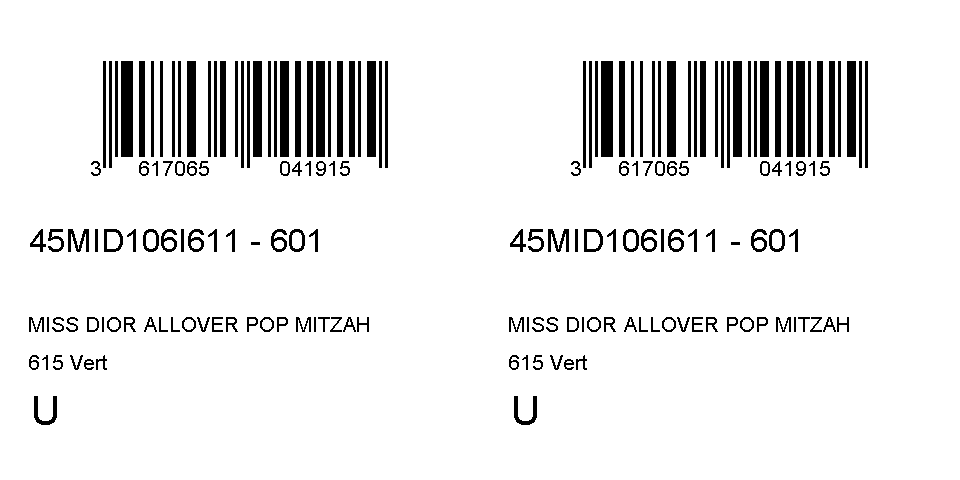 3 617065 041915
45MID106I611 - 601
MISS DIOR ALLOVER POP MITZAH
615 Vert
U
3 617065 041915
45MID106I611 - 601
MISS DIOR ALLOVER POP MITZAH
615 Vert
U